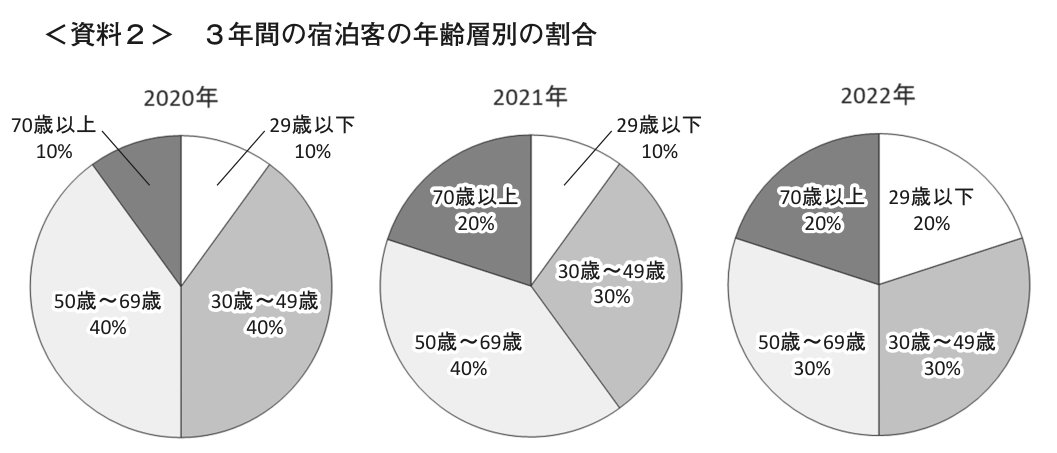 ＜資料２＞　３年間の宿泊客の年齢層別の割合
2020年
70歳以上
10%
29歳以下
10%
50歳～69歳
40%
30歳～49歳
40%
2021年
29歳以下
10%
70歳以上
20%
30歳～49歳
30%
50歳～69歳
40%
2022年
70歳以上
20%
29歳以下
20%
50歳～69歳
30%
30歳～49歳
30%